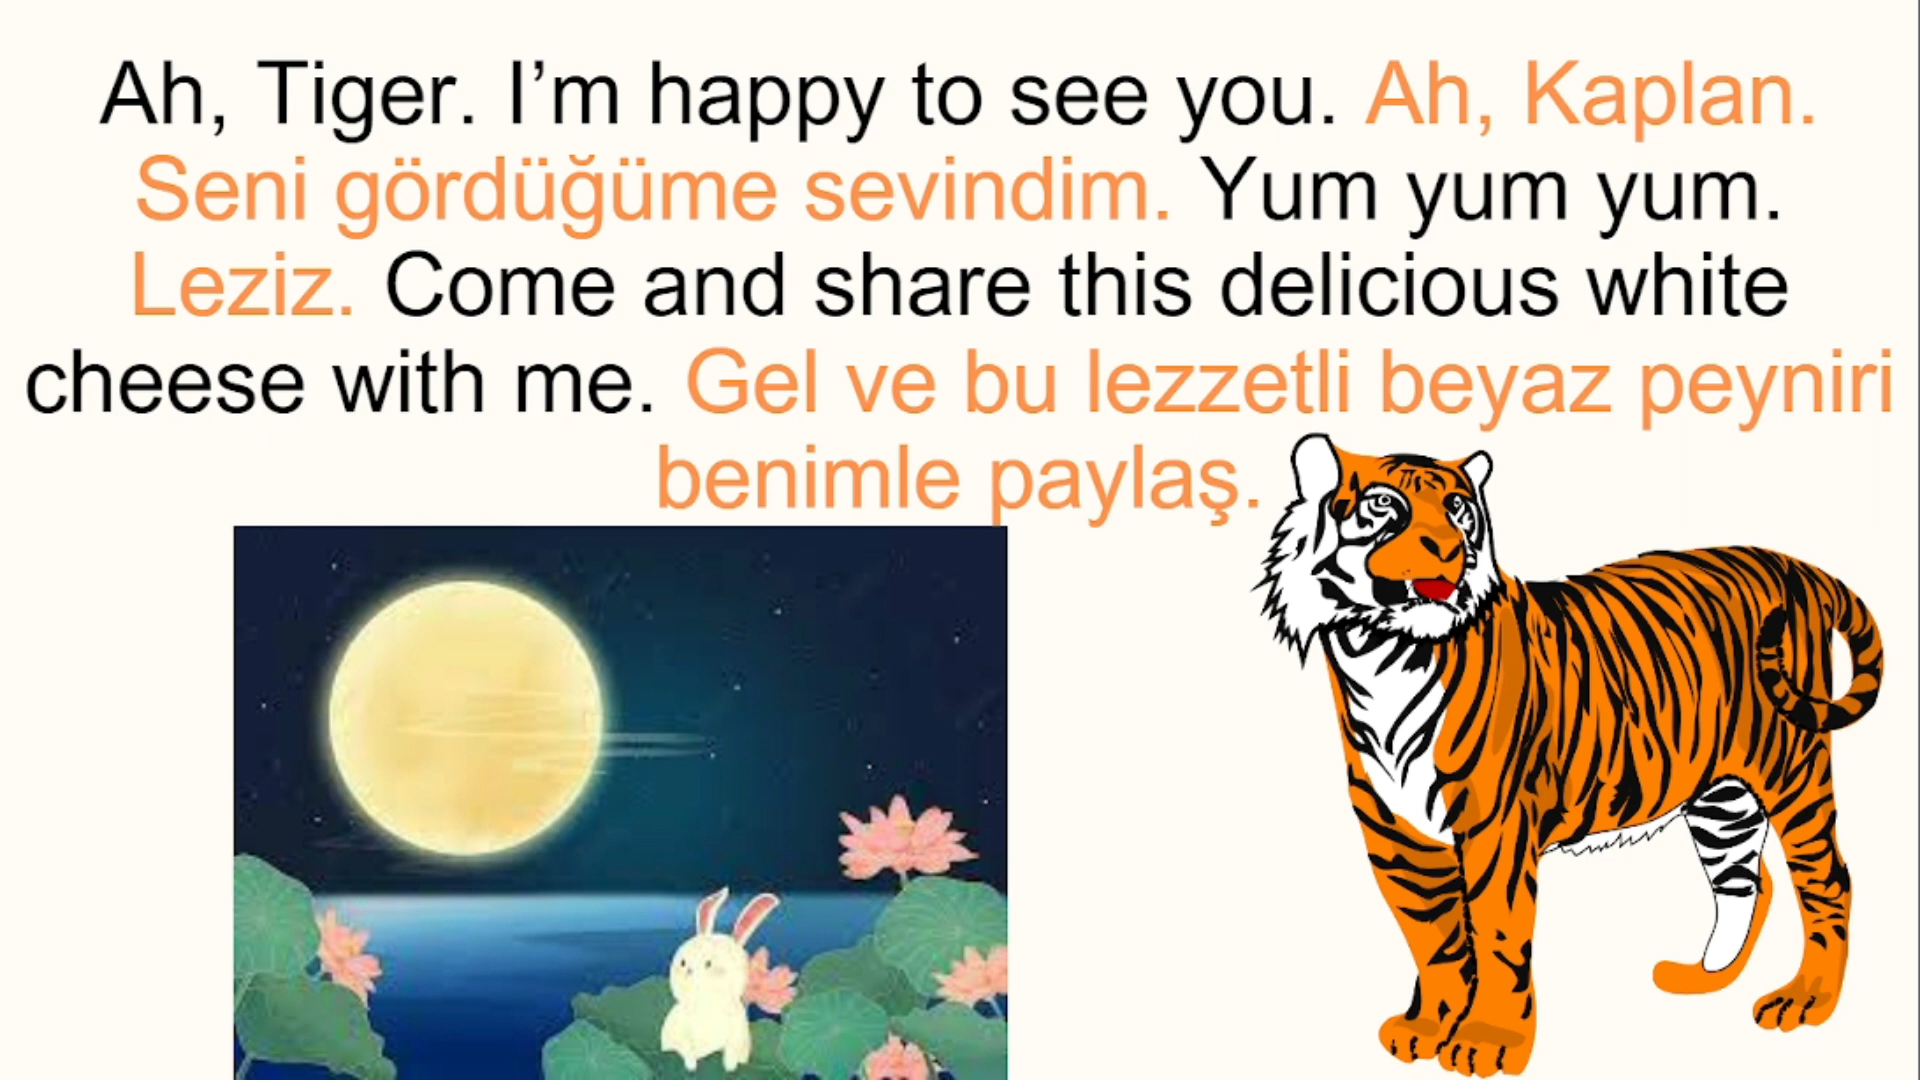 Ah, Tiger. I’m happy to see you. Ah, Kaplan.
Seni gördüğüme sevindim. Yum yum yum.
Leziz. Come and share this delicious white
cheese with me. Gel ve bu lezzetli beyaz peyniri
benimle paylaş.